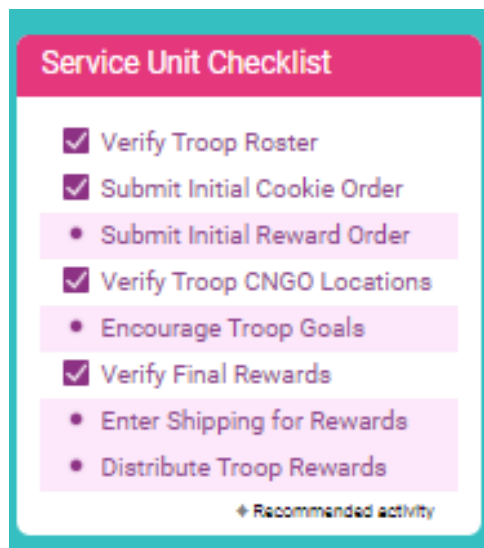 Service Unit Checklist
Verify Troop Roster
Submit Initial Cookie Order
Submit Initial Reward Order
Verify Troop CNGO Locations
Encourage Troop Goals
Verify Final Rewards
Enter Shipping for Rewards
Distribute Troop Rewards
Recommended activity